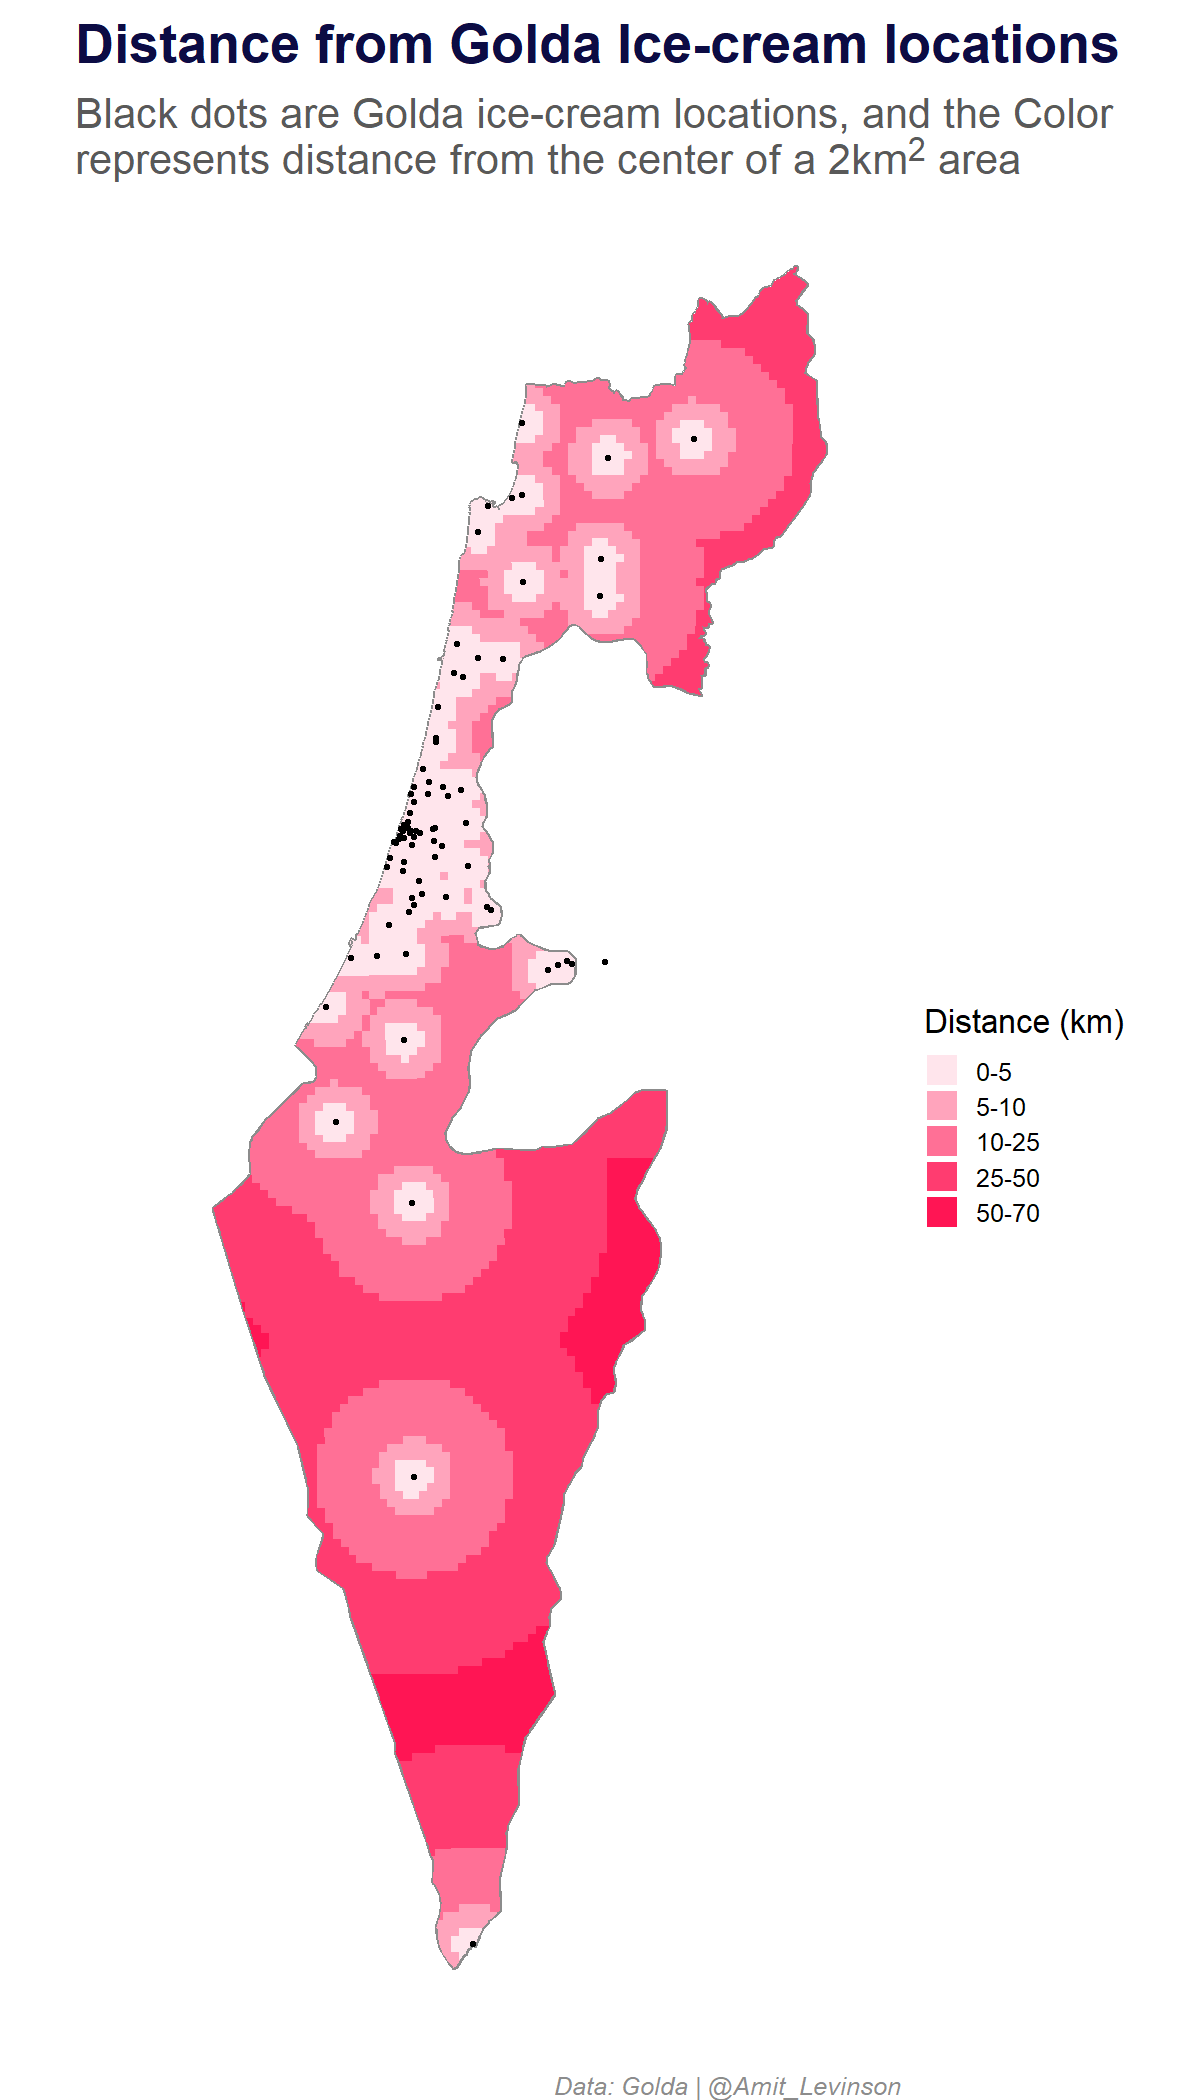 Distance from Golda Ice-cream locations
Black dots are Golda ice-cream locations, and the Color
represents distance from the center of a 2km² area
Distance (km)
0-5
5-10
10-25
25-50
50-70
Data: Golda | @Amit_Levinson